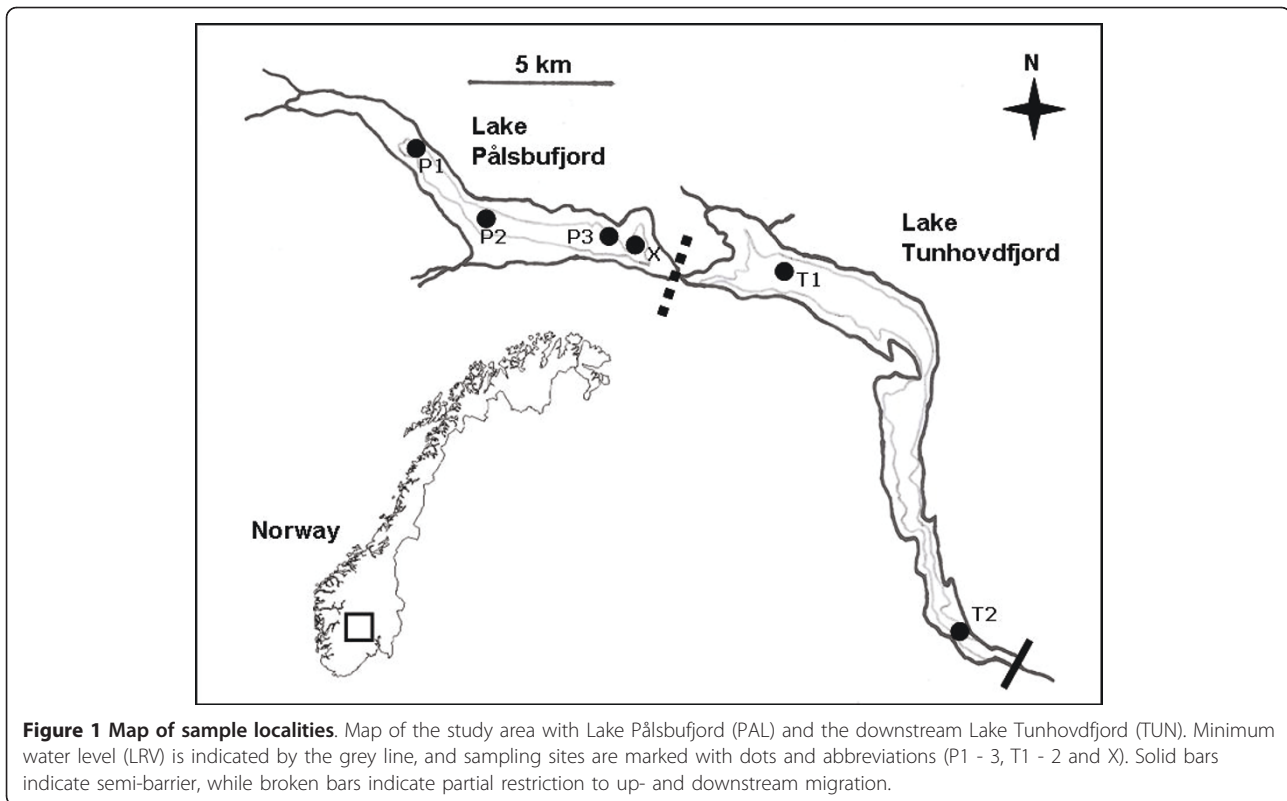 5 km
N
Lake
Pålsbufjord
P1
P2
P3
X
Lake
Tunhovdfjord
T1
Norway
T2
Figure 1 Map of sample localities. Map of the study area with Lake Pålsbufjord (PAL) and the downstream Lake Tunhovdfjord (TUN). Minimum
water level (LRV) is indicated by the grey line, and sampling sites are marked with dots and abbreviations (P1 - 3, T1 - 2 and X). Solid bars
indicate semi-barrier, while broken bars indicate partial restriction to up- and downstream migration.